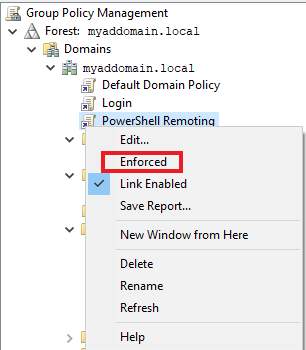 Group Policy Management
Forest: myaddomain.local
Domains
myaddomain.local
Default Domain Policy
Login
PowerShell Remoting
Edit...
Enforced
Link Enabled
Save Report...
New Window from Here
Delete
Rename
Refresh
Help